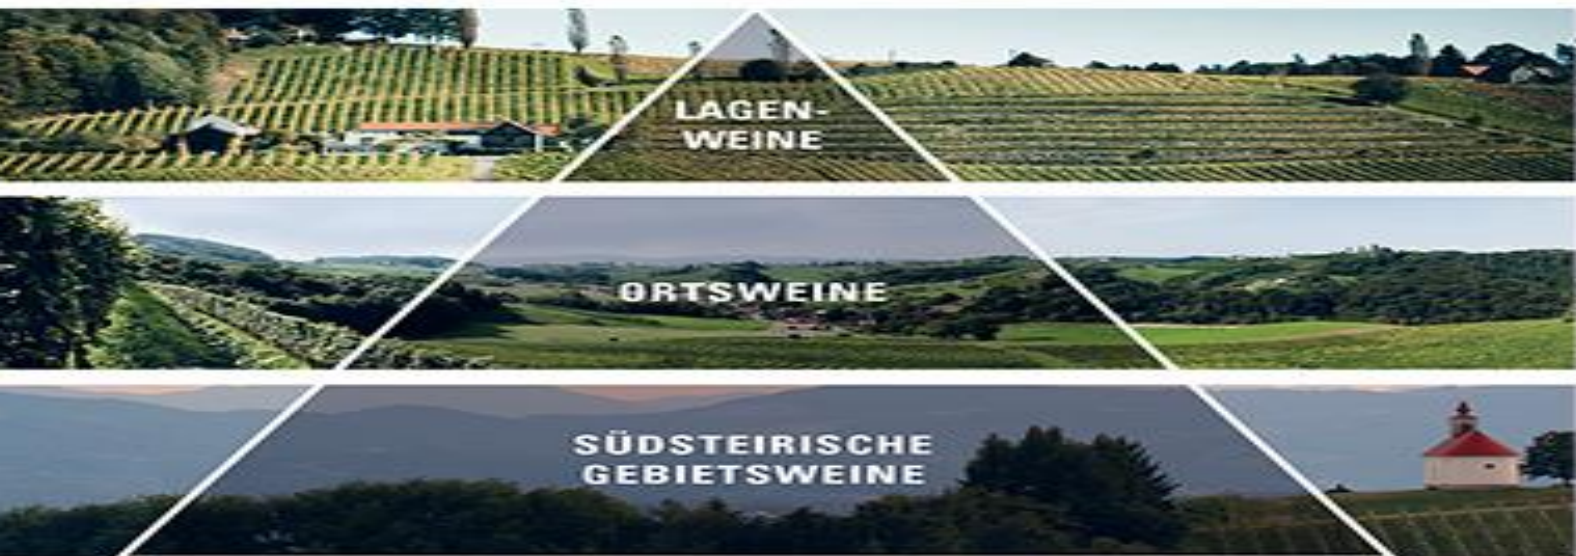 LAGEN-
WEINE
ORTSWEINE
SÜDSTEIRISCHE
GEBIETSWEINE